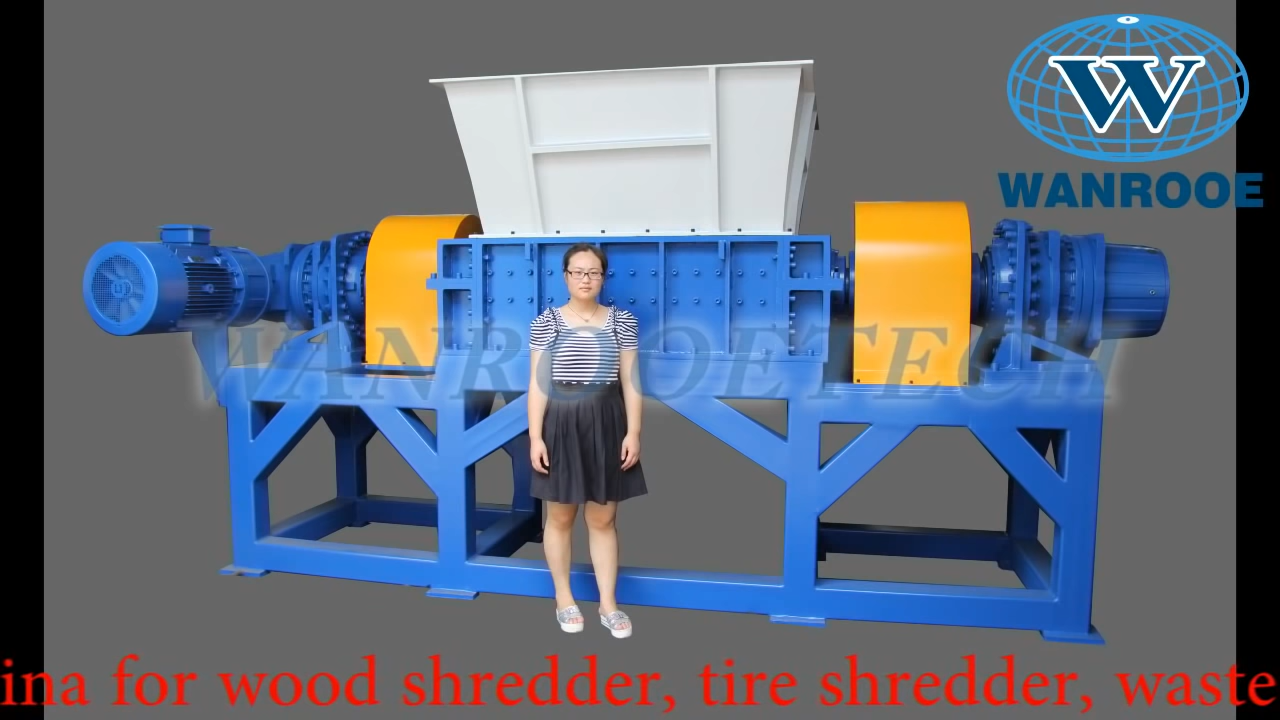 W
WANROOE
WANROOETECH
ina for wood shredder, tire shredder, waste